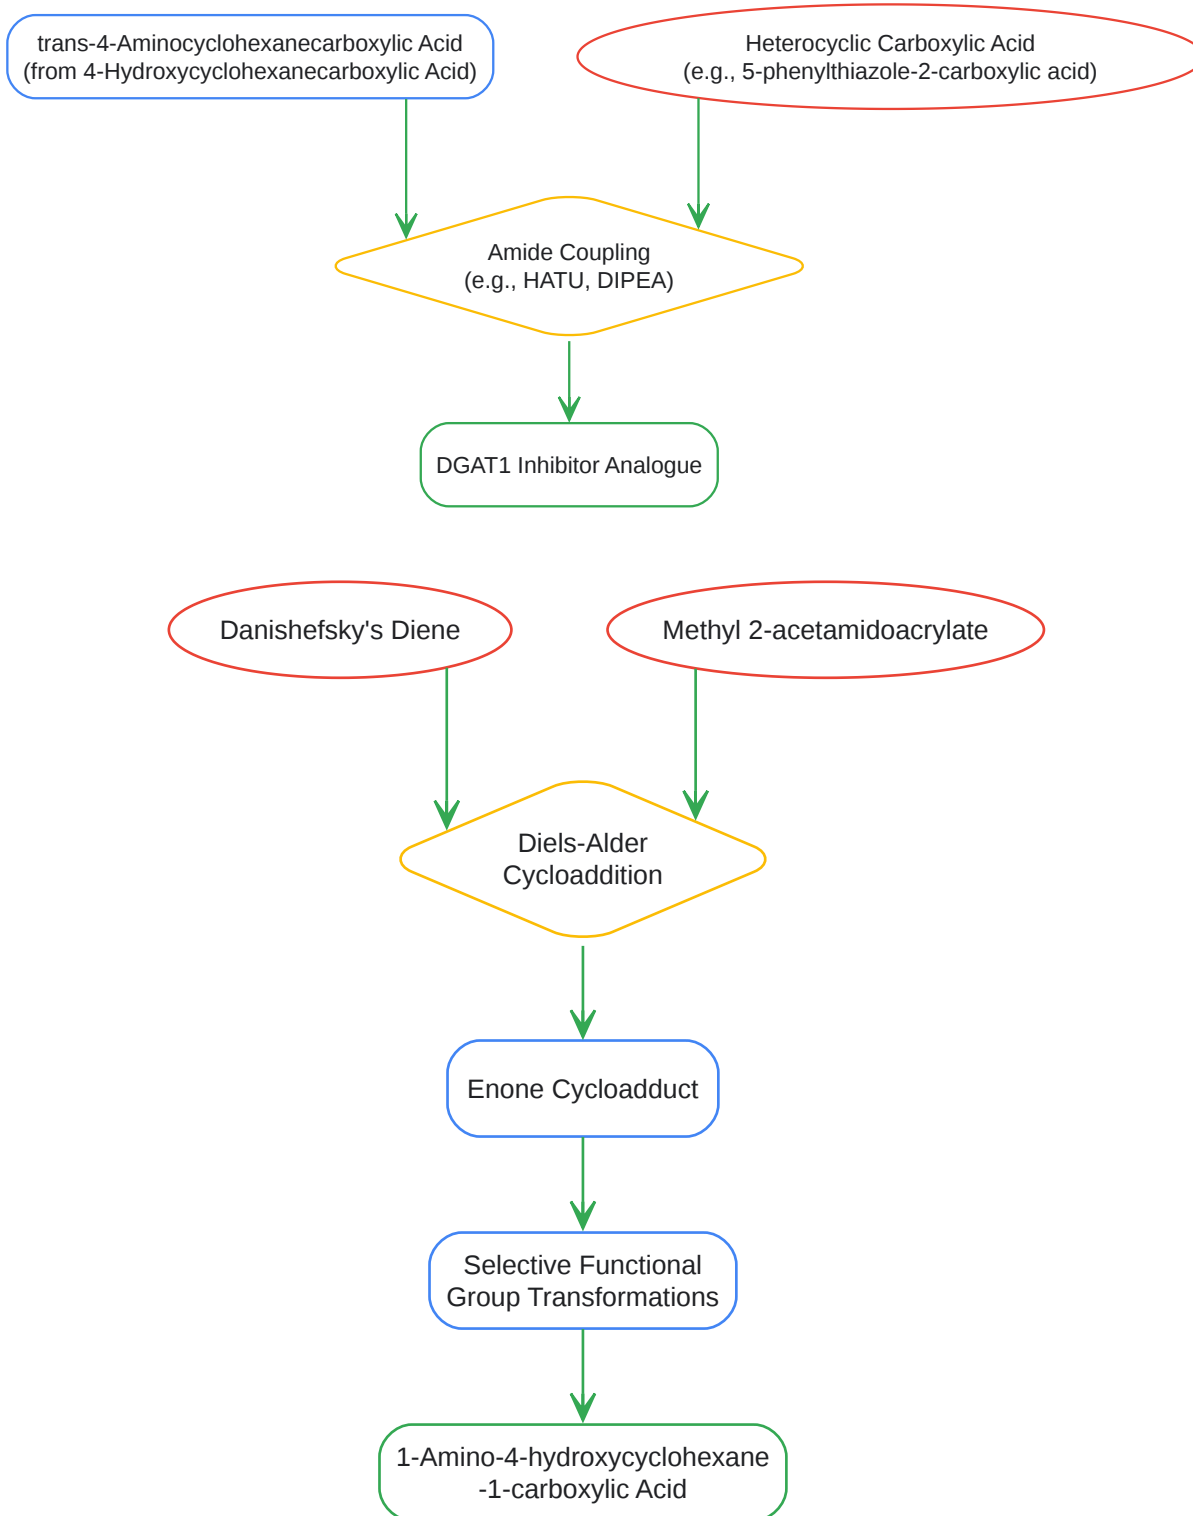 trans-4-Aminocyclohexanecarboxylic Acid
(from 4-Hydroxycyclohexanecarboxylic Acid)
Heterocyclic Carboxylic Acid
(e.g., 5-phenylthiazole-2-carboxylic acid)
Amide Coupling
(e.g., HATU, DIPEA)
DGAT1 Inhibitor Analogue
Danishefsky's Diene
Methyl 2-acetamidoacrylate
Diels-Alder
Cycloaddition
Enone Cycloadduct
Selective Functional
Group Transformations
1-Amino-4-hydroxycyclohexane
-1-carboxylic Acid